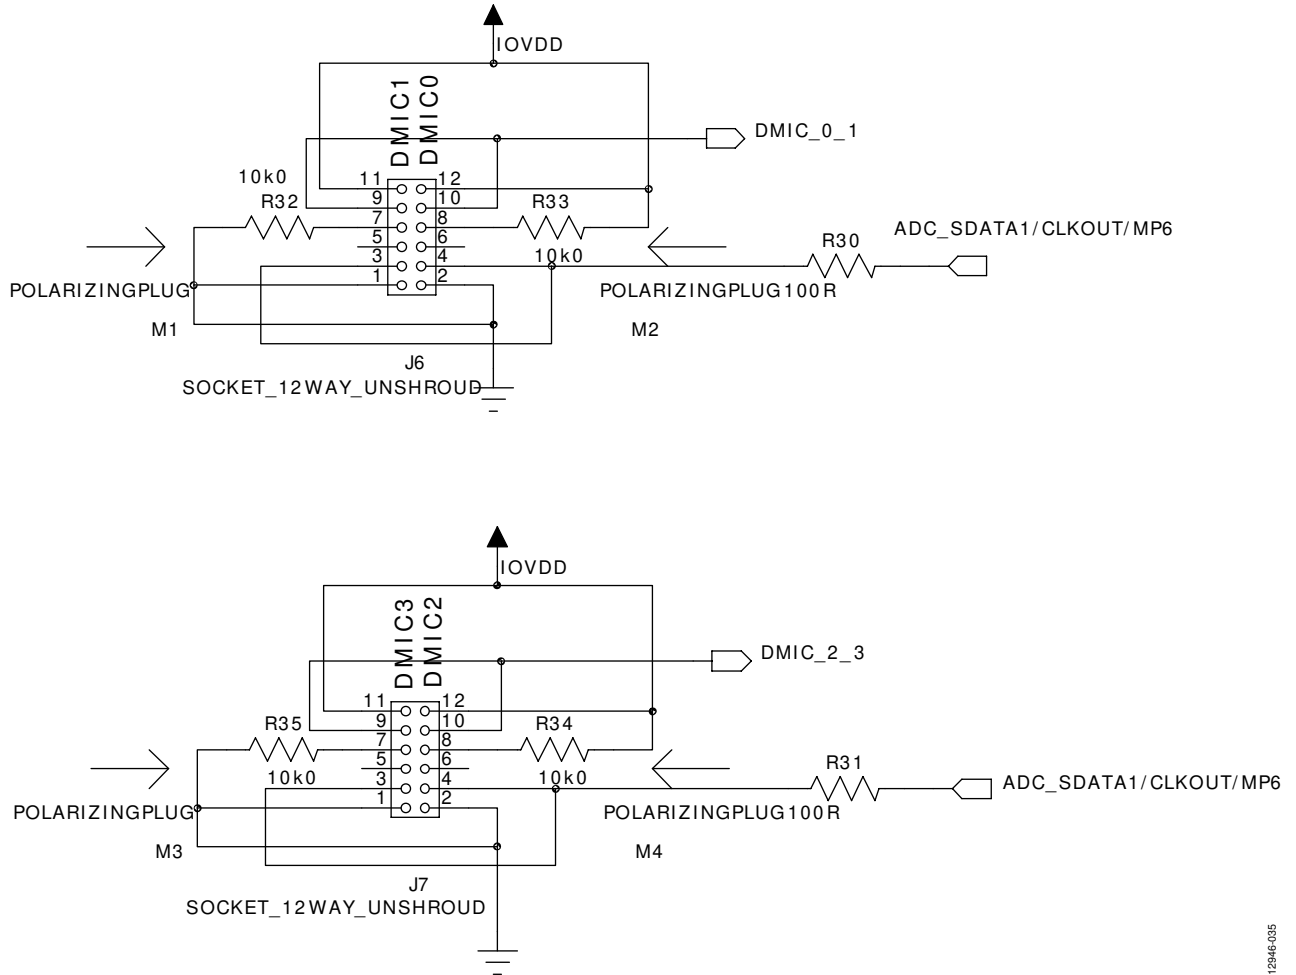 IOVDD
DMIC1
DMIC0
DMIC_0_1
10k0
11
12
R32
9
10
R33
7
8
ADC_SDATA1/CLKOUT/MP6
5
6
R30
3
4
10k0
1
2
POLARIZINGPLUG
POLARIZINGPLUG100R
M1
M2
J6
SOCKET_12WAY_UNSHROUD
IOVDD
DMIC3
DMIC2
DMIC_2_3
11
12
R35
9
10
R34
7
8
5
6
R31
10k0
3
4
10k0
ADC_SDATA1/CLKOUT/MP6
1
2
POLARIZINGPLUG
POLARIZINGPLUG100R
M3
M4
J7
SOCKET_12WAY_UNSHROUD
12946-035